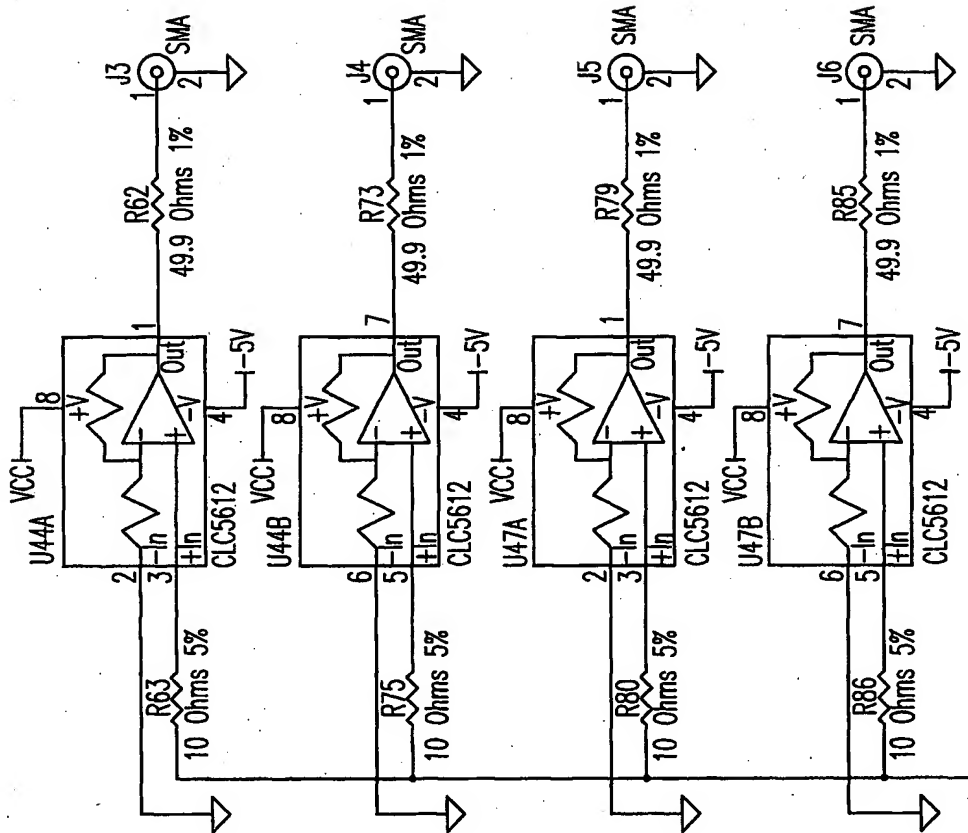 J3
SMA
1
2
R62
49.9 Ohms 1%
VCC
8
+V
1
Out
-V
4
-5V
-
+
U44A
2
3
-In
+In
CLC5612
R63
10 Ohms 5%
J4
SMA
1
2
R73
49.9 Ohms 1%
VCC
8
+V
7
Out
-V
4
-5V
-
+
U44B
6
5
-In
+In
CLC5612
R75
10 Ohms 5%
J5
SMA
1
2
R79
49.9 Ohms 1%
VCC
8
+V
1
Out
-V
4
-5V
-
+
U47A
2
3
-In
+In
CLC5612
R80
10 Ohms 5%
J6
SMA
1
2
R85
49.9 Ohms 1%
VCC
8
+V
7
Out
-V
4
-5V
-
+
U47B
6
5
-In
+In
CLC5612
R86
10 Ohms 5%